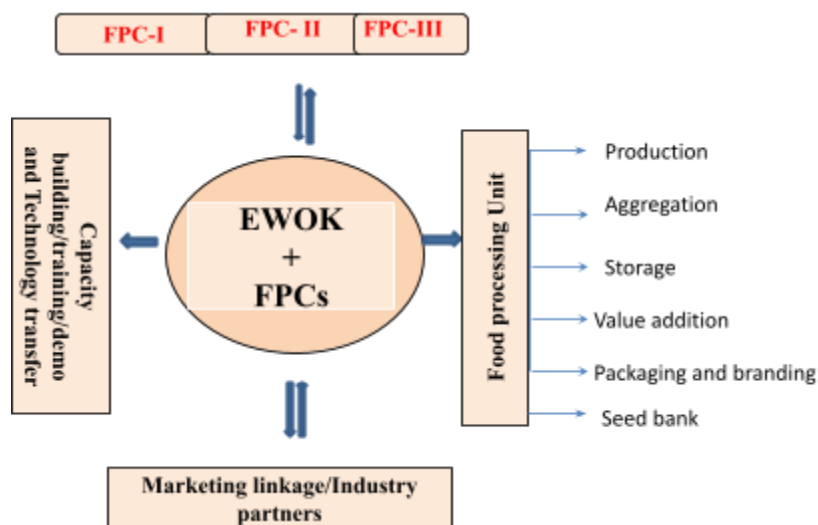 FPC-I
FPC- II
FPC-III
Capacity
building/training/demo
and Technology transfer
EWOK
+
FPCs
Food processing Unit
Production
Aggregation
Storage
Value addition
Packaging and branding
Seed bank
Marketing linkage/Industry
partners